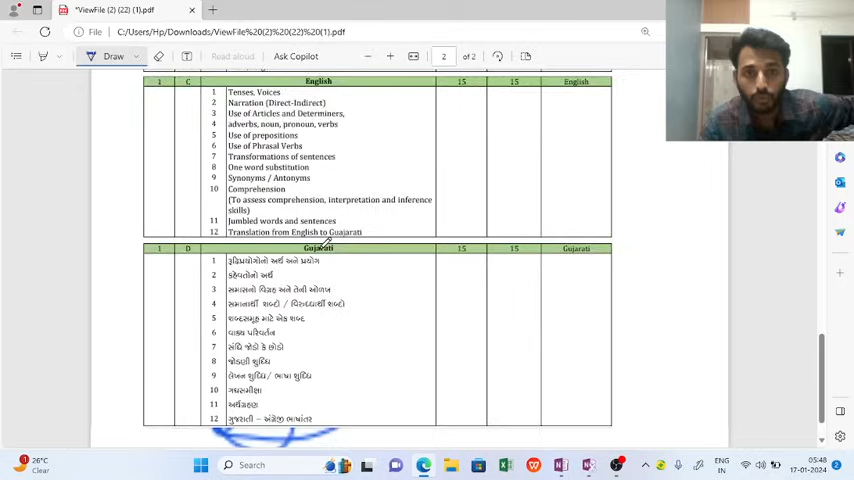 *ViewFile (2) (22) (1).pdf
File C:/Users/Hp/Downloads/ViewFile%20(2)%20(22)%20(1).pdf
Draw Read aloud Ask Copilot 2 of 2
1 C English 15 15 English
1 Tenses, Voices
2 Narration (Direct-Indirect)
3 Use of Articles and Determiners,
4 adverbs, noun, pronoun, verbs
5 Use of prepositions
6 Use of Phrasal Verbs
7 Transformations of sentences
8 One word substitution
9 Synonyms / Antonyms
10 Comprehension
(To assess comprehension, interpretation and inference
skills)
11 Jumbled words and sentences
12 Translation from English to Guajarati
1 D Gujarati 15 15 Gujarati
1 રૂઢિપ્રયોગોનો અર્થ અને પ્રયોગ
2 કહેવતોનો અર્થ
3 સમાસનો વિગ્રહ અને તેની ઓળખ
4 સમાનાર્થી શબ્દો / વિરુદ્ધાર્થી શબ્દો
5 શબ્દસમૂહ માટે એક શબ્દ
6 વાક્ય પરિવર્તન
7 સંધિ જોડો કે છોડો
8 જોડણી શુદ્ધિ
9 લેખન શુદ્ધિ/ ભાષા શુદ્ધિ
10 ગદ્યસમીક્ષા
11 અર્થગ્રહણ
12 ગુજરાતી – અંગ્રેજી ભાષાંતર
26°C
Clear
Search
ENG
IN
05:48
17-01-2024